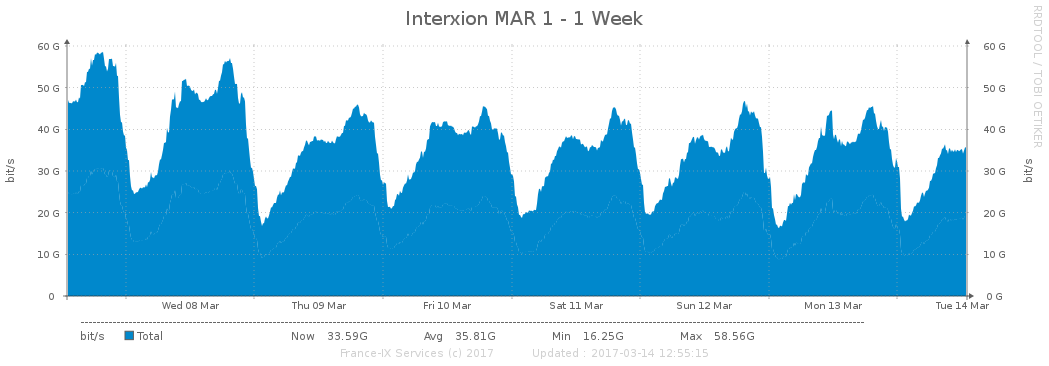 Interxion MAR 1 - 1 Week
RRDTOOL / TOBI OETIKER
bit/s
bit/s
60 G 60 G
50 G 50 G
40 G 40 G
30 G 30 G
20 G 20 G
10 G 10 G
0 0 G
Wed 08 Mar Thu 09 Mar Fri 10 Mar Sat 11 Mar Sun 12 Mar Mon 13 Mar Tue 14 Mar
bit/s Total Now 33.59G Avg 35.81G Min 16.25G Max 58.56G
France-IX Services (c) 2017 Updated : 2017-03-14 12:55:15